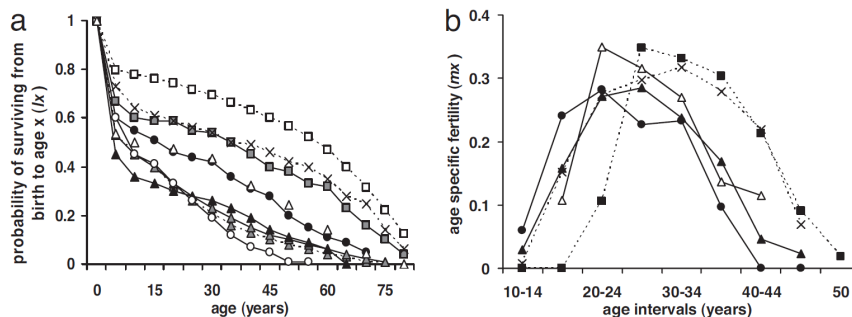 a
probability of surviving from
birth to age x (lx)
1
0.8
0.6
0.4
0.2
0
0 15 30 45 60 75
age (years)
b
age specific fertility (mx)
0.4
0.3
0.2
0.1
0
10-14 20-24 30-34 40-44 50
age intervals (years)